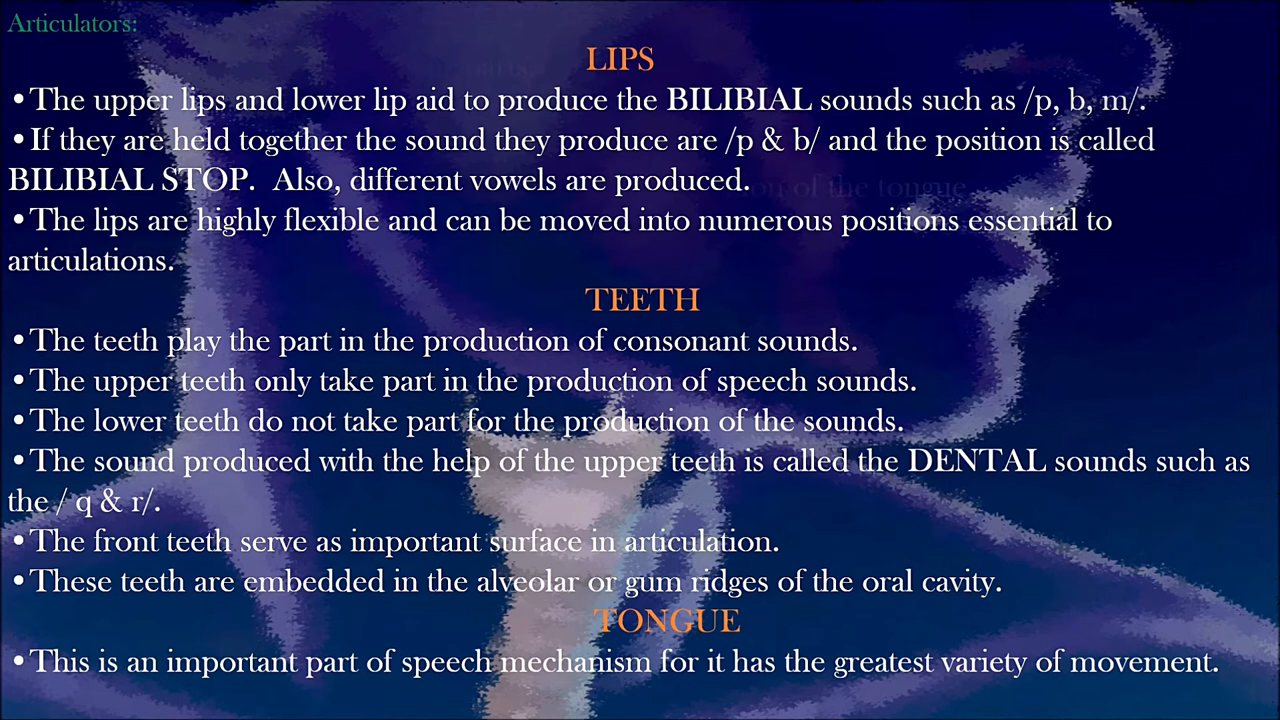 Articulators:
LIPS
•The upper lips and lower lip aid to produce the BILIBIAL sounds such as /p, b, m/.
•If they are held together the sound they produce are /p & b/ and the position is called
BILIBIAL STOP.  Also, different vowels are produced.
on of the tongue
•The lips are highly flexible and can be moved into numerous positions essential to
articulations.
TEETH
•The teeth play the part in the production of consonant sounds.
•The upper teeth only take part in the production of speech sounds.
•The lower teeth do not take part for the production of the sounds.
•The sound produced with the help of the upper teeth is called the DENTAL sounds such as
the / q & r/.
•The front teeth serve as important surface in articulation.
•These teeth are embedded in the alveolar or gum ridges of the oral cavity.
TONGUE
•This is an important part of speech mechanism for it has the greatest variety of movement.